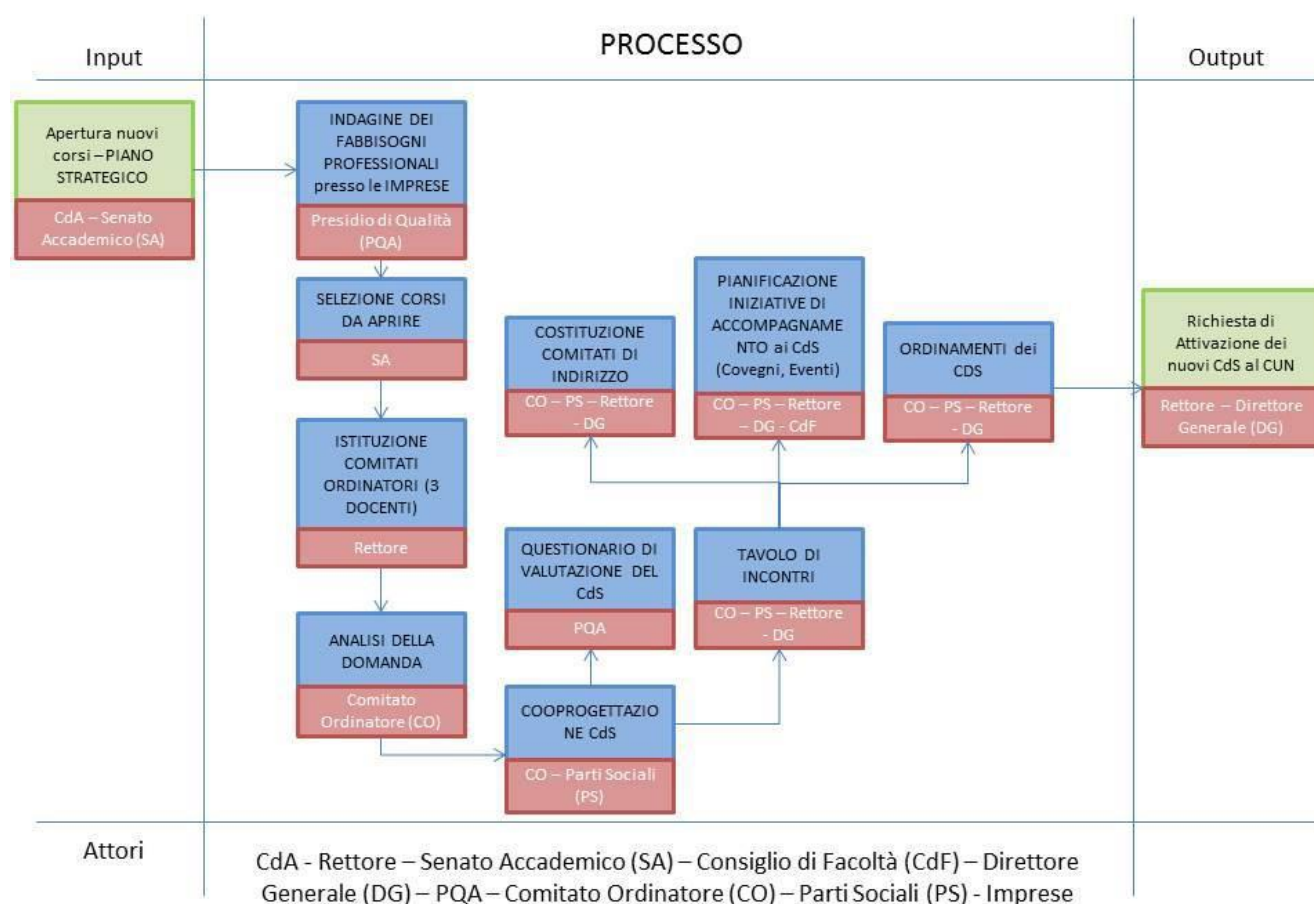 Input
PROCESSO
Output
Apertura nuovi
corsi – PIANO
STRATEGICO
CdA – Senato
Accademico (SA)
INDAGINE DEI
FABBISOGNI
PROFESSIONALI
presso le IMPRESE
Presidio di Qualità
(PQA)
SELEZIONE CORSI
DA APRIRE
SA
ISTITUZIONE
COMITATI
ORDINATORI (3
DOCENTI)
Rettore
ANALISI DELLA
DOMANDA
Comitato
Ordinatore (CO)
COSTITUZIONE
COMITATI DI
INDIRIZZO
CO – PS – Rettore
- DG
QUESTIONARIO DI
VALUTAZIONE DEL
CdS
PQA
COOPROGETTAZIO
NE CdS
CO – Parti Sociali
(PS)
PIANIFICAZIONE
INIZIATIVE DI
ACCOMPAGNAME
NTO ai CdS
(Covegni, Eventi)
CO – PS – Rettore
– DG - CdF
TAVOLO DI
INCONTRI
CO – PS – Rettore
- DG
ORDINAMENTI dei
CDS
CO – PS – Rettore
- DG
Richiesta di
Attivazione dei
nuovi CdS al CUN
Rettore – Direttore
Generale (DG)
Attori
CdA - Rettore – Senato Accademico (SA) – Consiglio di Facoltà (CdF) – Direttore
Generale (DG) – PQA – Comitato Ordinatore (CO) – Parti Sociali (PS) - Imprese